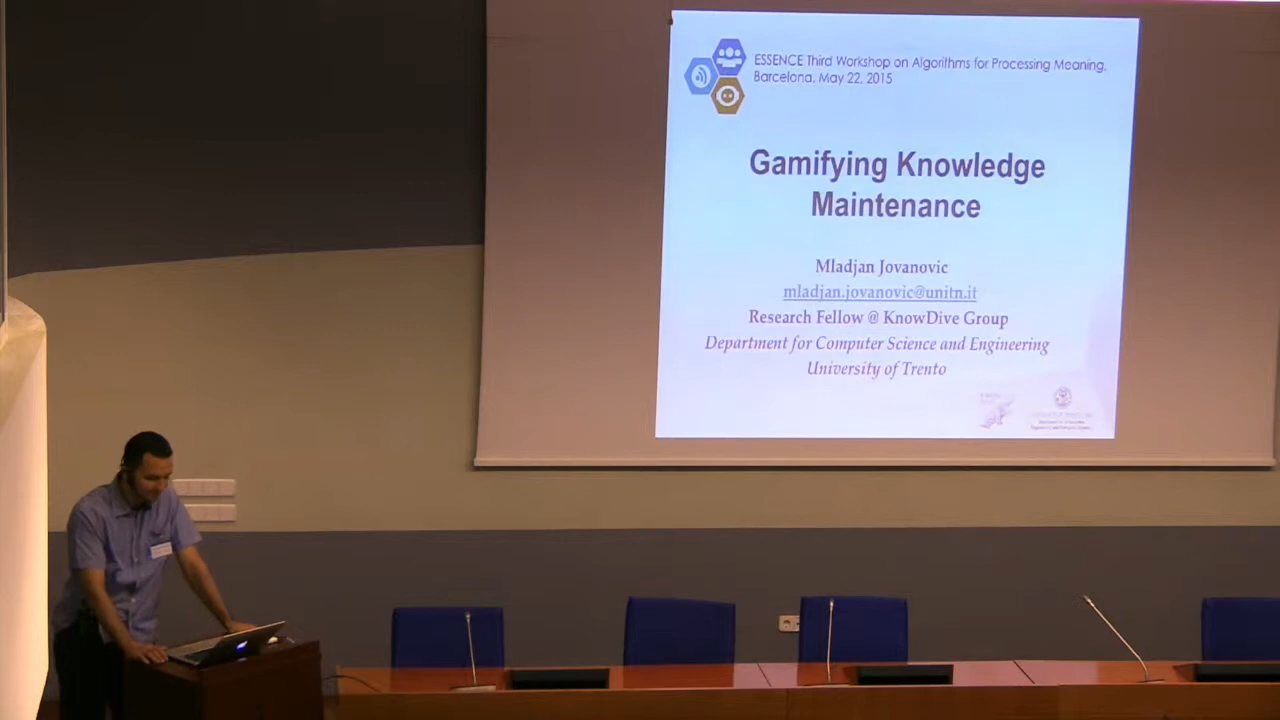 ESSENCE Third Workshop on Algorithms for Processing Meaning,
Barcelona, May 22, 2015
Gamifying Knowledge
Maintenance
Mladjan Jovanovic
mladjan.jovanovic@unitn.it
Research Fellow @ KnowDive Group
Department for Computer Science and Engineering
University of Trento